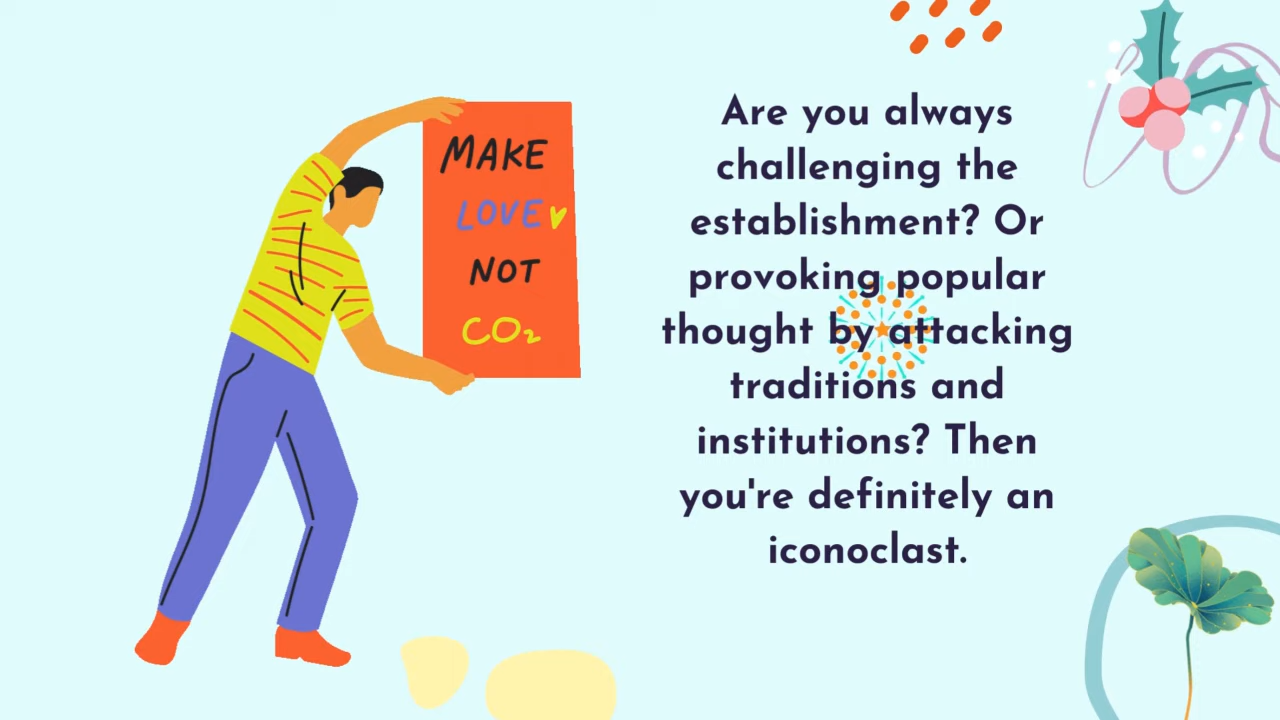 MAKE
LOVE
NOT
CO₂
Are you always
challenging the
establishment? Or
provoking popular
thought by attacking
traditions and
institutions? Then
you're definitely an
iconoclast.